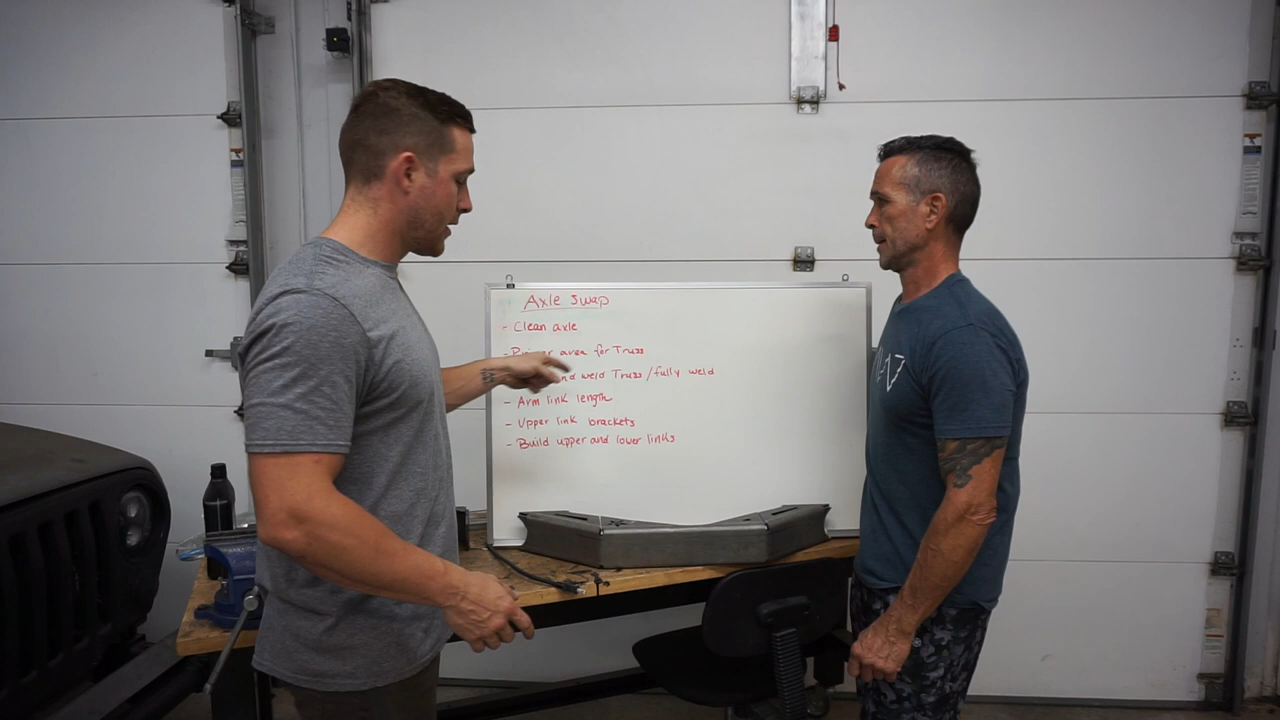 Axle Swap
- Clean axle
- area for Truss
- and weld Truss / fully weld
- Arm link length
- Upper link brackets
- Build upper and lower links